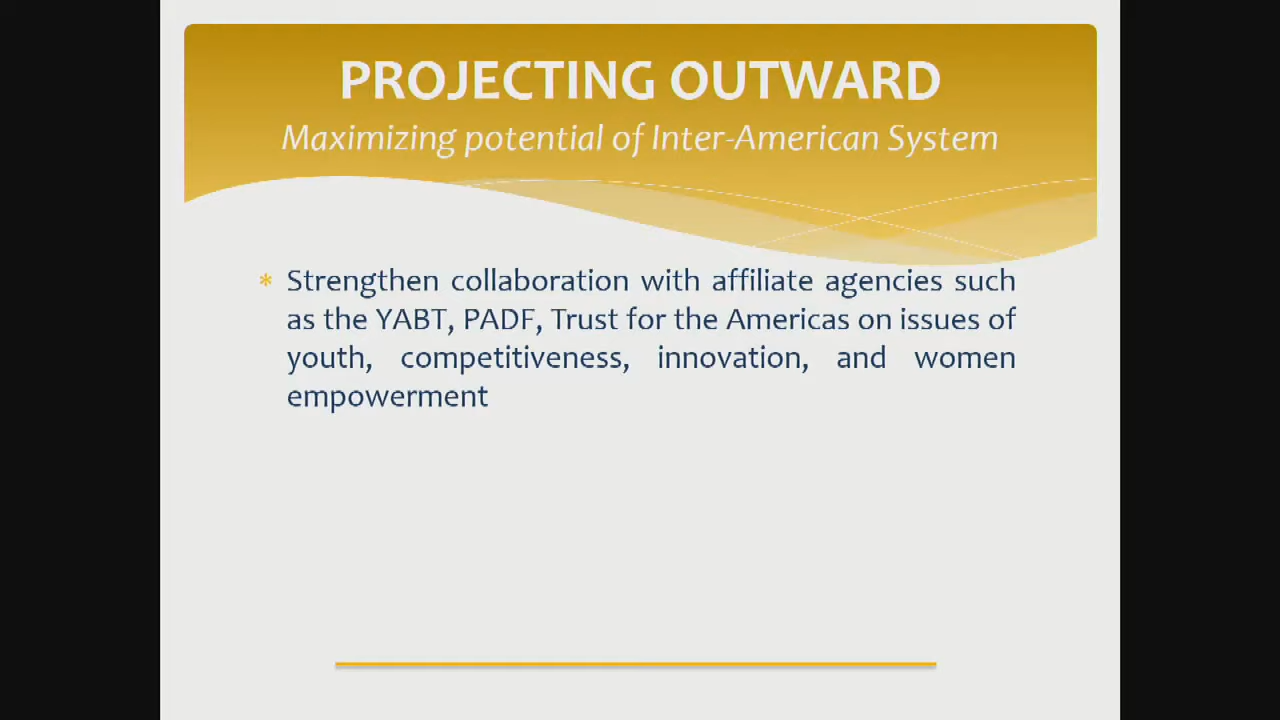 PROJECTING OUTWARD
Maximizing potential of Inter-American System
* Strengthen collaboration with affiliate agencies such
as the YABT, PADF, Trust for the Americas on issues of
youth, competitiveness, innovation, and women
empowerment